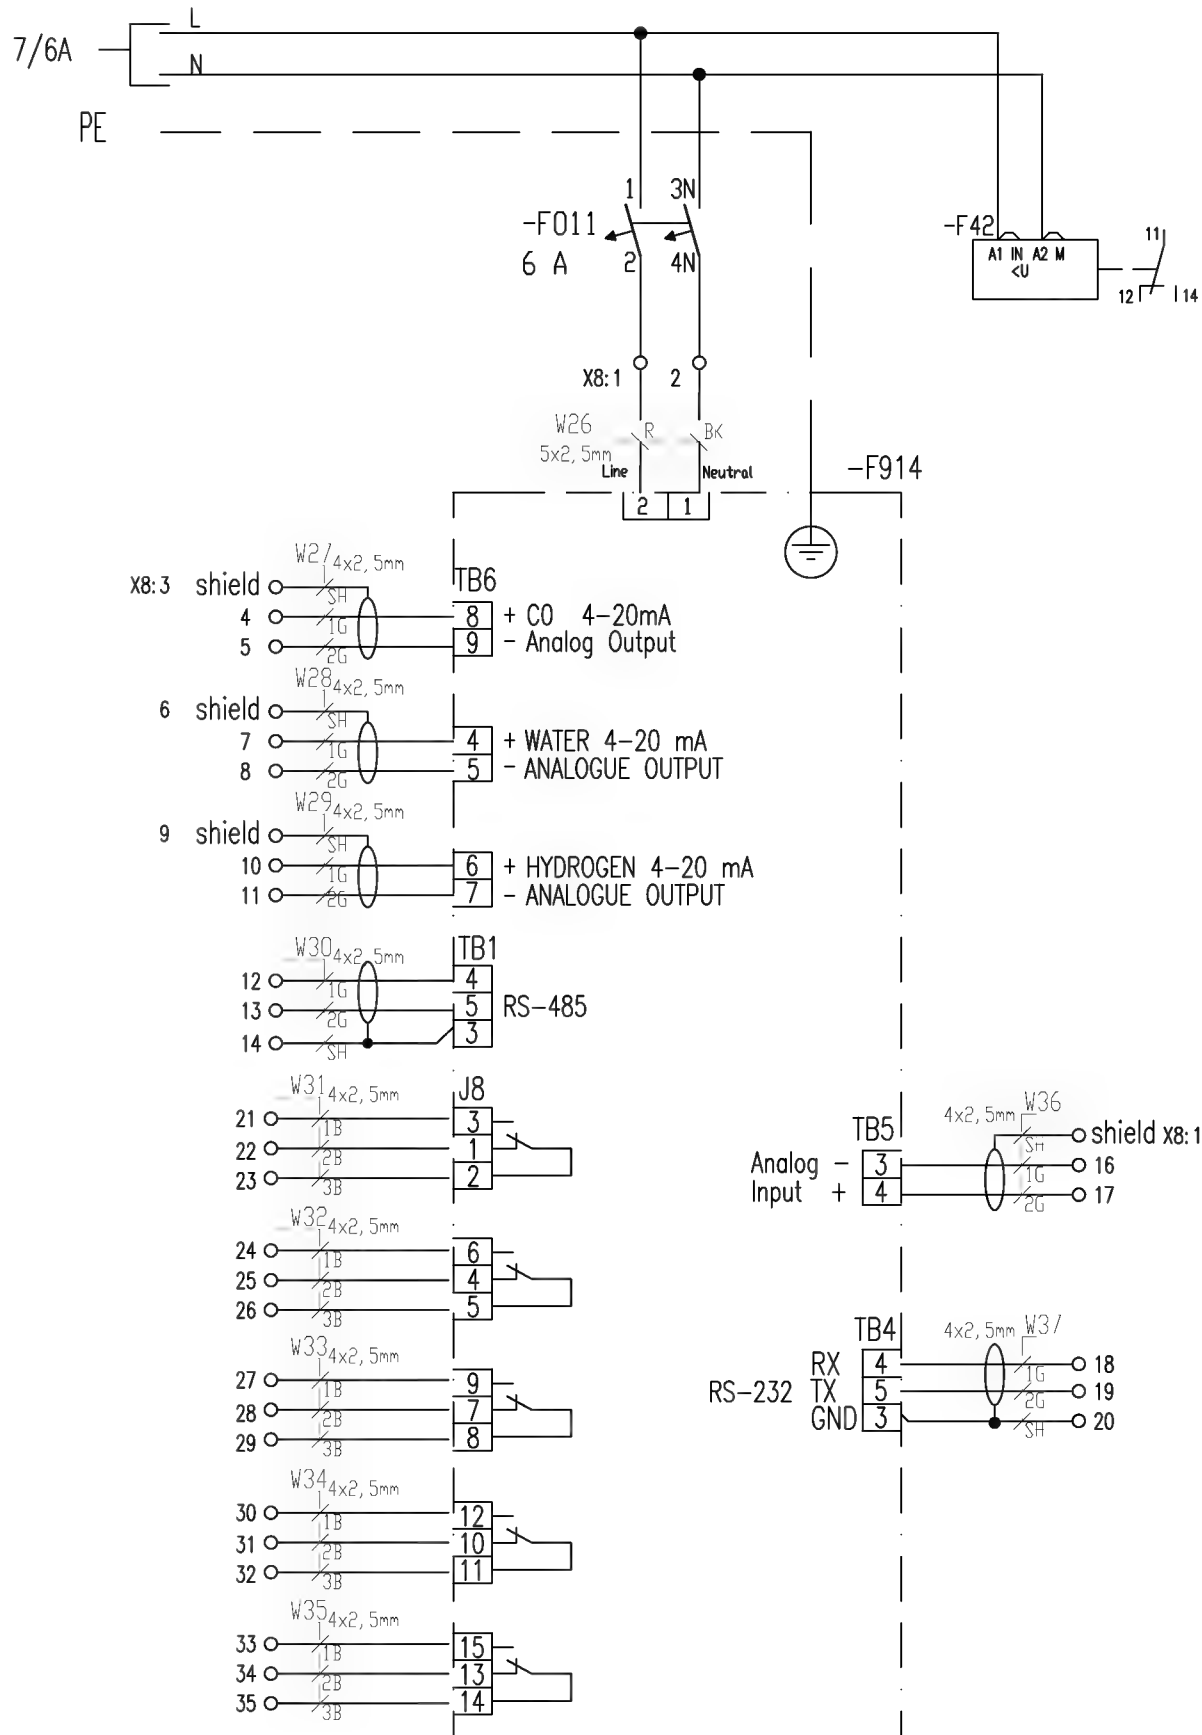 L
7/6A
N
PE
1 3N
-F011
6 A 2 4N
-F42
A1 IN A2 M
<U
11
12 14
X8:1 2
W26 R BK
5x2,5mm
Line Neutral
-F914
2 1
W27 4x2,5mm
TB6
X8:3 shield SH
4 1G 8 + CO 4-20mA
5 2G 9 - Analog Output
W28 4x2,5mm
6 shield SH
7 1G 4 + WATER 4-20 mA
8 2G 5 - ANALOGUE OUTPUT
W29 4x2,5mm
9 shield SH
10 1G 6 + HYDROGEN 4-20 mA
11 2G 7 - ANALOGUE OUTPUT
W30 4x2,5mm TB1
12 1G 4
13 2G 5 RS-485
14 SH 3
W31 4x2,5mm J8
21 1B 3
22 2B 1
23 3B 2
W36
4x2,5mm
TB5
SH shield X8:1
Analog - 3 1G 16
Input + 4 2G 17
W32 4x2,5mm
24 1B 6
25 2B 4
26 3B 5
W37
4x2,5mm
TB4
RX 4 1G 18
RS-232 TX 5 2G 19
GND 3 SH 20
W33 4x2,5mm
27 1B 9
28 2B 7
29 3B 8
W34 4x2,5mm
30 1B 12
31 2B 10
32 3B 11
W35 4x2,5mm
33 1B 15
34 2B 13
35 3B 14